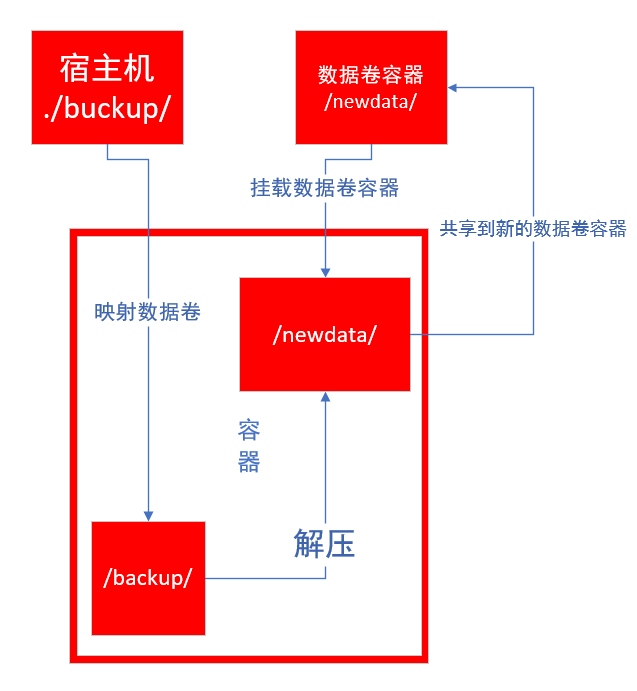 宿主机
./buckup/
数据卷容器
/newdata/
挂载数据卷容器
共享到新的数据卷容器
映射数据卷
/newdata/
容
器
解压
/backup/